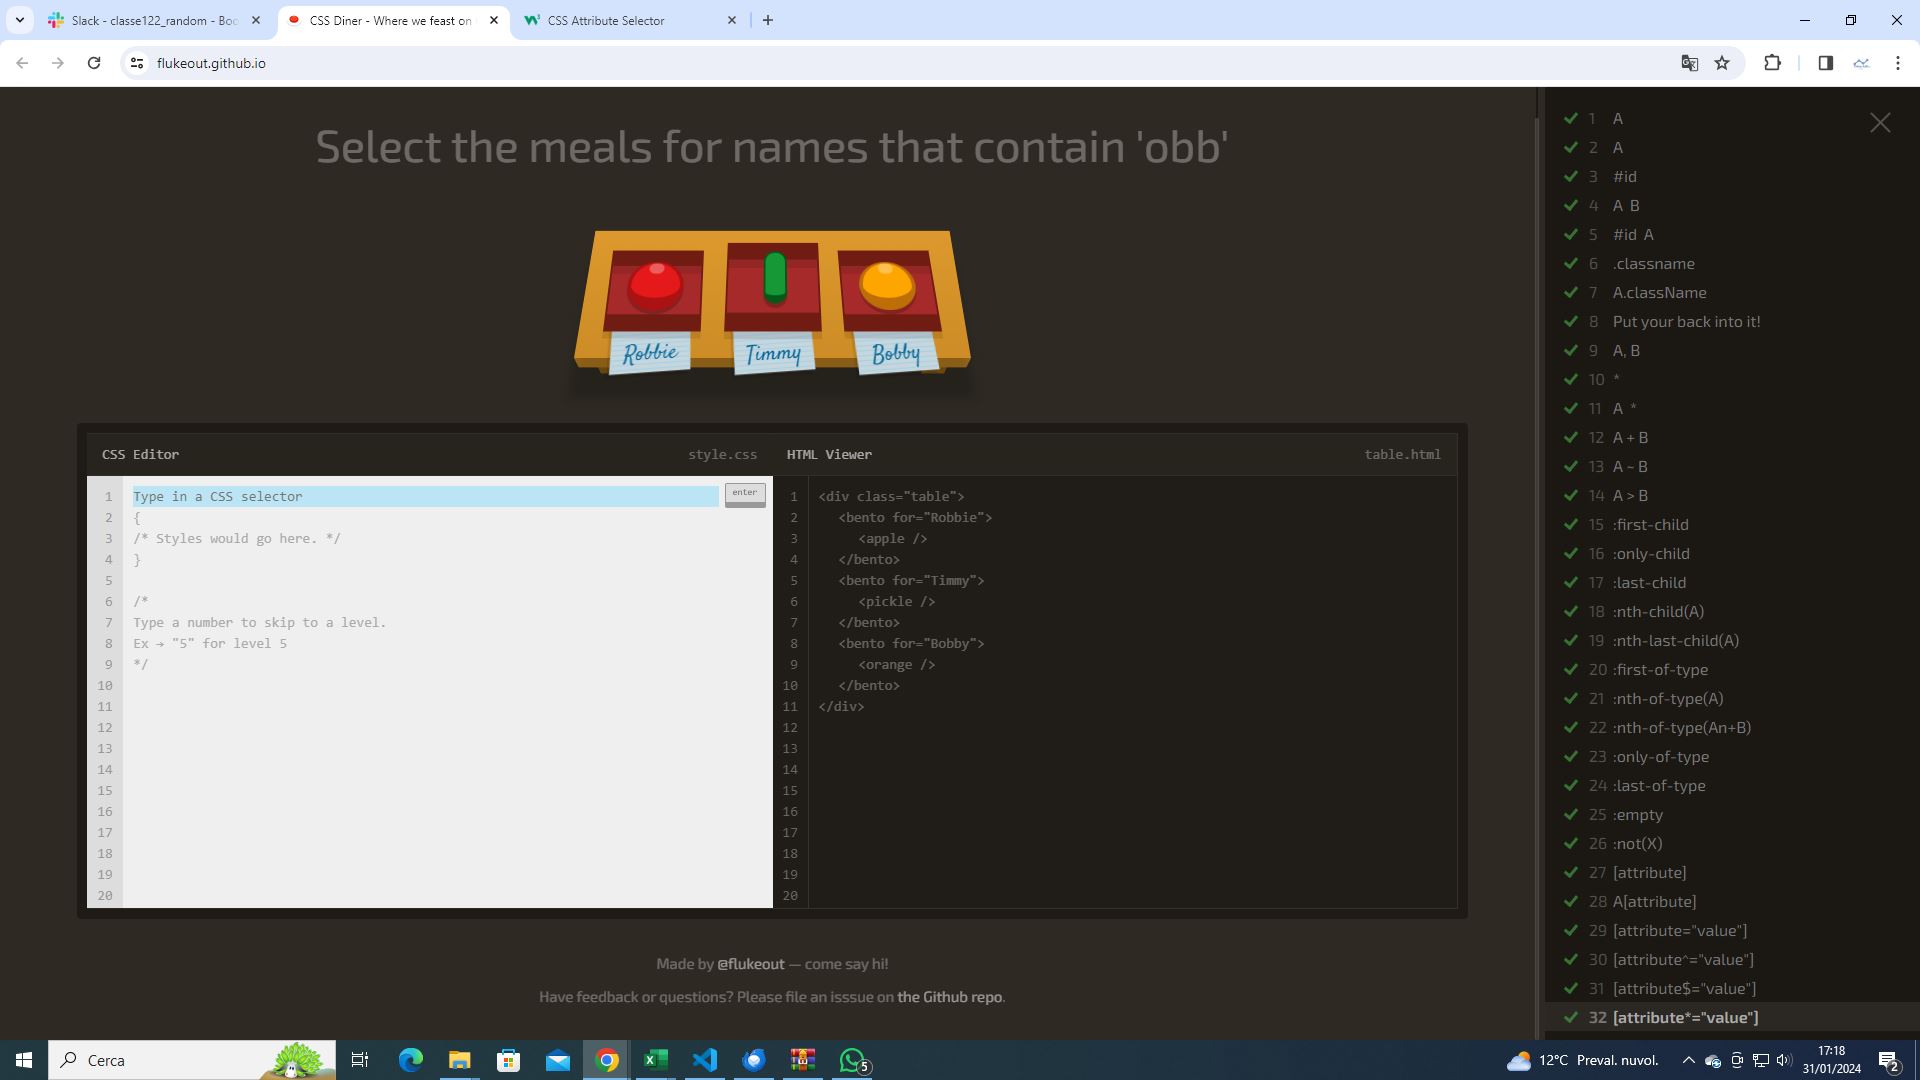 Slack - classe122_random - Boo
CSS Diner - Where we feast on
CSS Attribute Selector
flukeout.github.io
Select the meals for names that contain 'obb'
Robbie
Timmy
Bobby
CSS Editor
style.css
HTML Viewer
table.html
1 Type in a CSS selector
enter
2 {
3 /* Styles would go here. */
4 }
5
6 /*
7 Type a number to skip to a level.
8 Ex → "5" for level 5
9 */
10
11
12
13
14
15
16
17
18
19
20
1 <div class="table">
2 <bento for="Robbie">
3 <apple />
4 </bento>
5 <bento for="Timmy">
6 <pickle />
7 </bento>
8 <bento for="Bobby">
9 <orange />
10 </bento>
11 </div>
12
13
14
15
16
17
18
19
20
Made by @flukeout — come say hi!
Have feedback or questions? Please file an isssue on the Github repo.
1 A
2 A
3 #id
4 A B
5 #id A
6 .classname
7 A.className
8 Put your back into it!
9 A, B
10 *
11 A *
12 A + B
13 A ~ B
14 A > B
15 :first-child
16 :only-child
17 :last-child
18 :nth-child(A)
19 :nth-last-child(A)
20 :first-of-type
21 :nth-of-type(A)
22 :nth-of-type(An+B)
23 :only-of-type
24 :last-of-type
25 :empty
26 :not(X)
27 [attribute]
28 A[attribute]
29 [attribute="value"]
30 [attribute^="value"]
31 [attribute$="value"]
32 [attribute*="value"]
Cerca
5
12°C Preval. nuvol.
17:18
31/01/2024
2